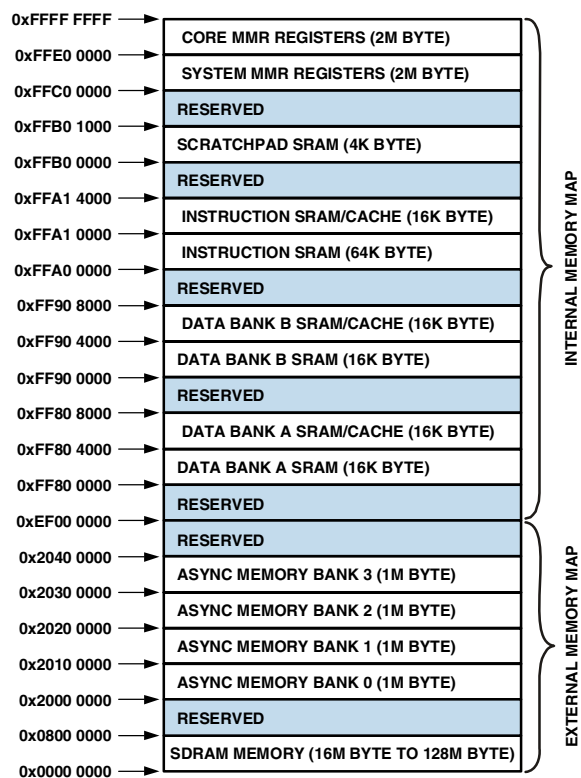 0xFFFF FFFF
CORE MMR REGISTERS (2M BYTE)
0xFFE0 0000
SYSTEM MMR REGISTERS (2M BYTE)
0xFFC0 0000
RESERVED
0xFFB0 1000
SCRATCHPAD SRAM (4K BYTE)
0xFFB0 0000
RESERVED
0xFFA1 4000
INSTRUCTION SRAM/CACHE (16K BYTE)
0xFFA1 0000
INSTRUCTION SRAM (64K BYTE)
0xFFA0 0000
RESERVED
0xFF90 8000
DATA BANK B SRAM/CACHE (16K BYTE)
0xFF90 4000
DATA BANK B SRAM (16K BYTE)
0xFF90 0000
RESERVED
0xFF80 8000
DATA BANK A SRAM/CACHE (16K BYTE)
0xFF80 4000
DATA BANK A SRAM (16K BYTE)
0xFF80 0000
RESERVED
0xEF00 0000
RESERVED
0x2040 0000
ASYNC MEMORY BANK 3 (1M BYTE)
0x2030 0000
ASYNC MEMORY BANK 2 (1M BYTE)
0x2020 0000
ASYNC MEMORY BANK 1 (1M BYTE)
0x2010 0000
ASYNC MEMORY BANK 0 (1M BYTE)
0x2000 0000
RESERVED
0x0800 0000
SDRAM MEMORY (16M BYTE TO 128M BYTE)
0x0000 0000
INTERNAL MEMORY MAP
EXTERNAL MEMORY MAP